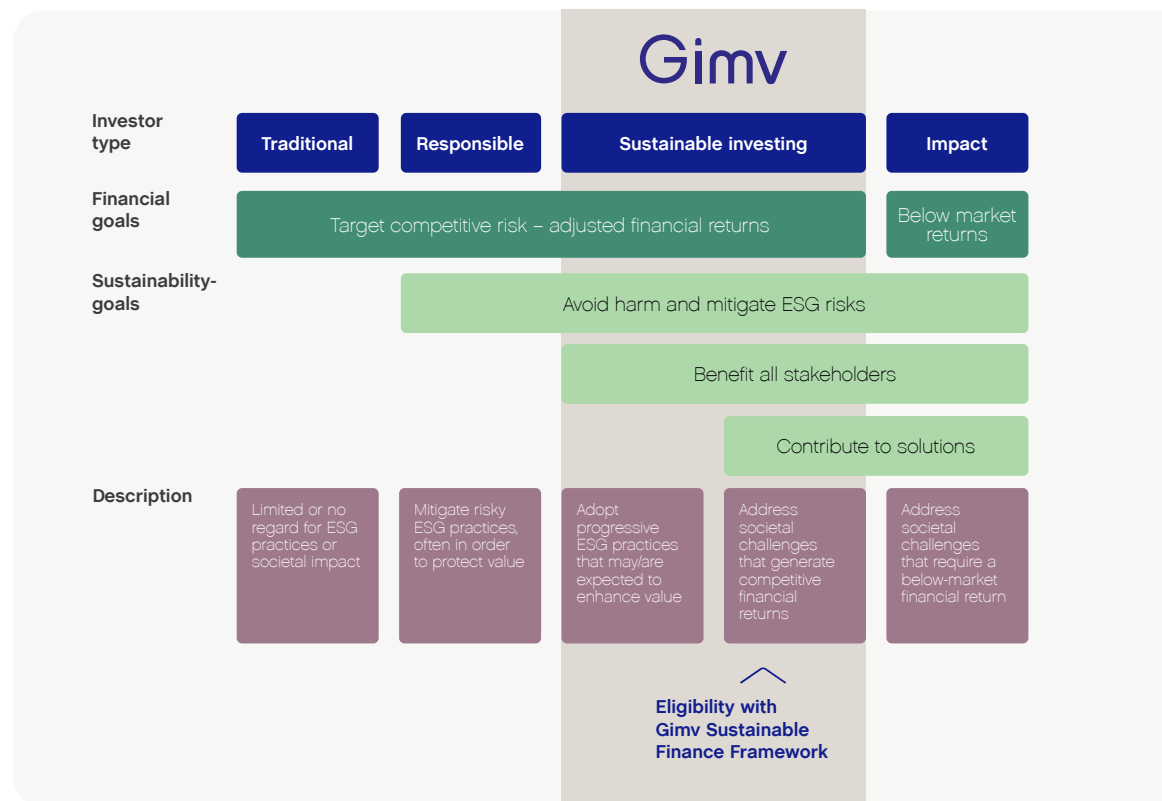 Gimv
Investor
type
Traditional
Responsible
Sustainable investing
Impact
Financial
goals
Target competitive risk – adjusted financial returns
Below market
returns
Sustainability-
goals
Avoid harm and mitigate ESG risks
Benefit all stakeholders
Contribute to solutions
Description
Limited or no
regard for ESG
practices or
societal impact
Mitigate risky
ESG practices,
often in order
to protect value
Adopt
progressive
ESG practices
that may/are
expected to
enhance value
Address
societal
challenges
that generate
competitive
financial
returns
Address
societal
challenges
that require a
below-market
financial return
Eligibility with
Gimv Sustainable
Finance Framework